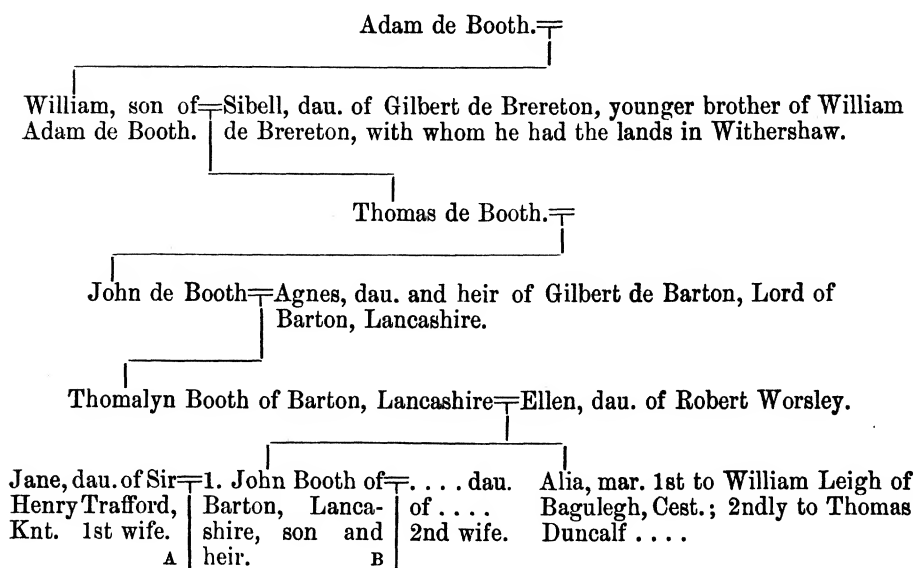 Adam de Booth.
William, son of Sibell, dau. of Gilbert de Brereton, younger brother of William
Adam de Booth. de Brereton, with whom he had the lands in Withershaw.
Thomas de Booth.
John de Booth Agnes, dau. and heir of Gilbert de Barton, Lord of
Barton, Lancashire.
Thomalyn Booth of Barton, Lancashire Ellen, dau. of Robert Worsley.
Jane, dau. of Sir
Henry Trafford,
Knt. 1st wife.
A
1. John Booth of
Barton, Lanca-
shire, son and
heir.
B
. . . . dau.
of . . . .
2nd wife.
Alia, mar. 1st to William Leigh of
Bagulegh, Cest.; 2ndly to Thomas
Duncalf . . . .